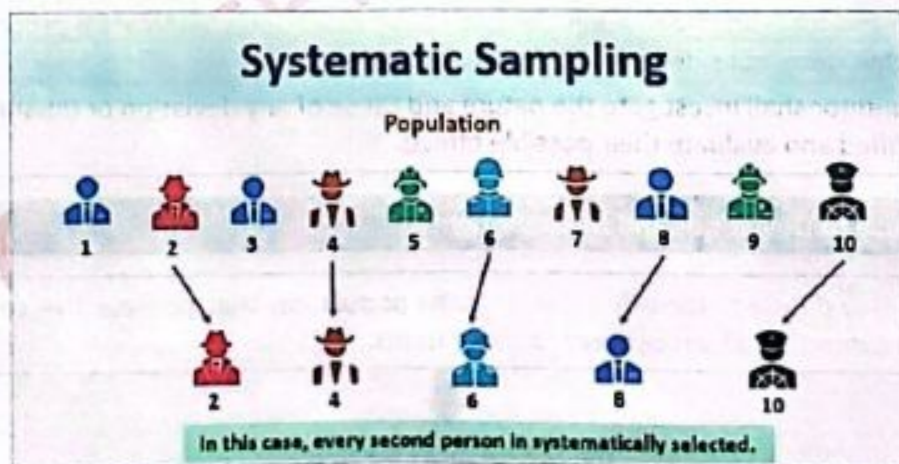 Systematic Sampling
Population
1 2 3 4 5 6 7 8 9 10
2 4 6 8 10
In this case, every second person in systematically selected.